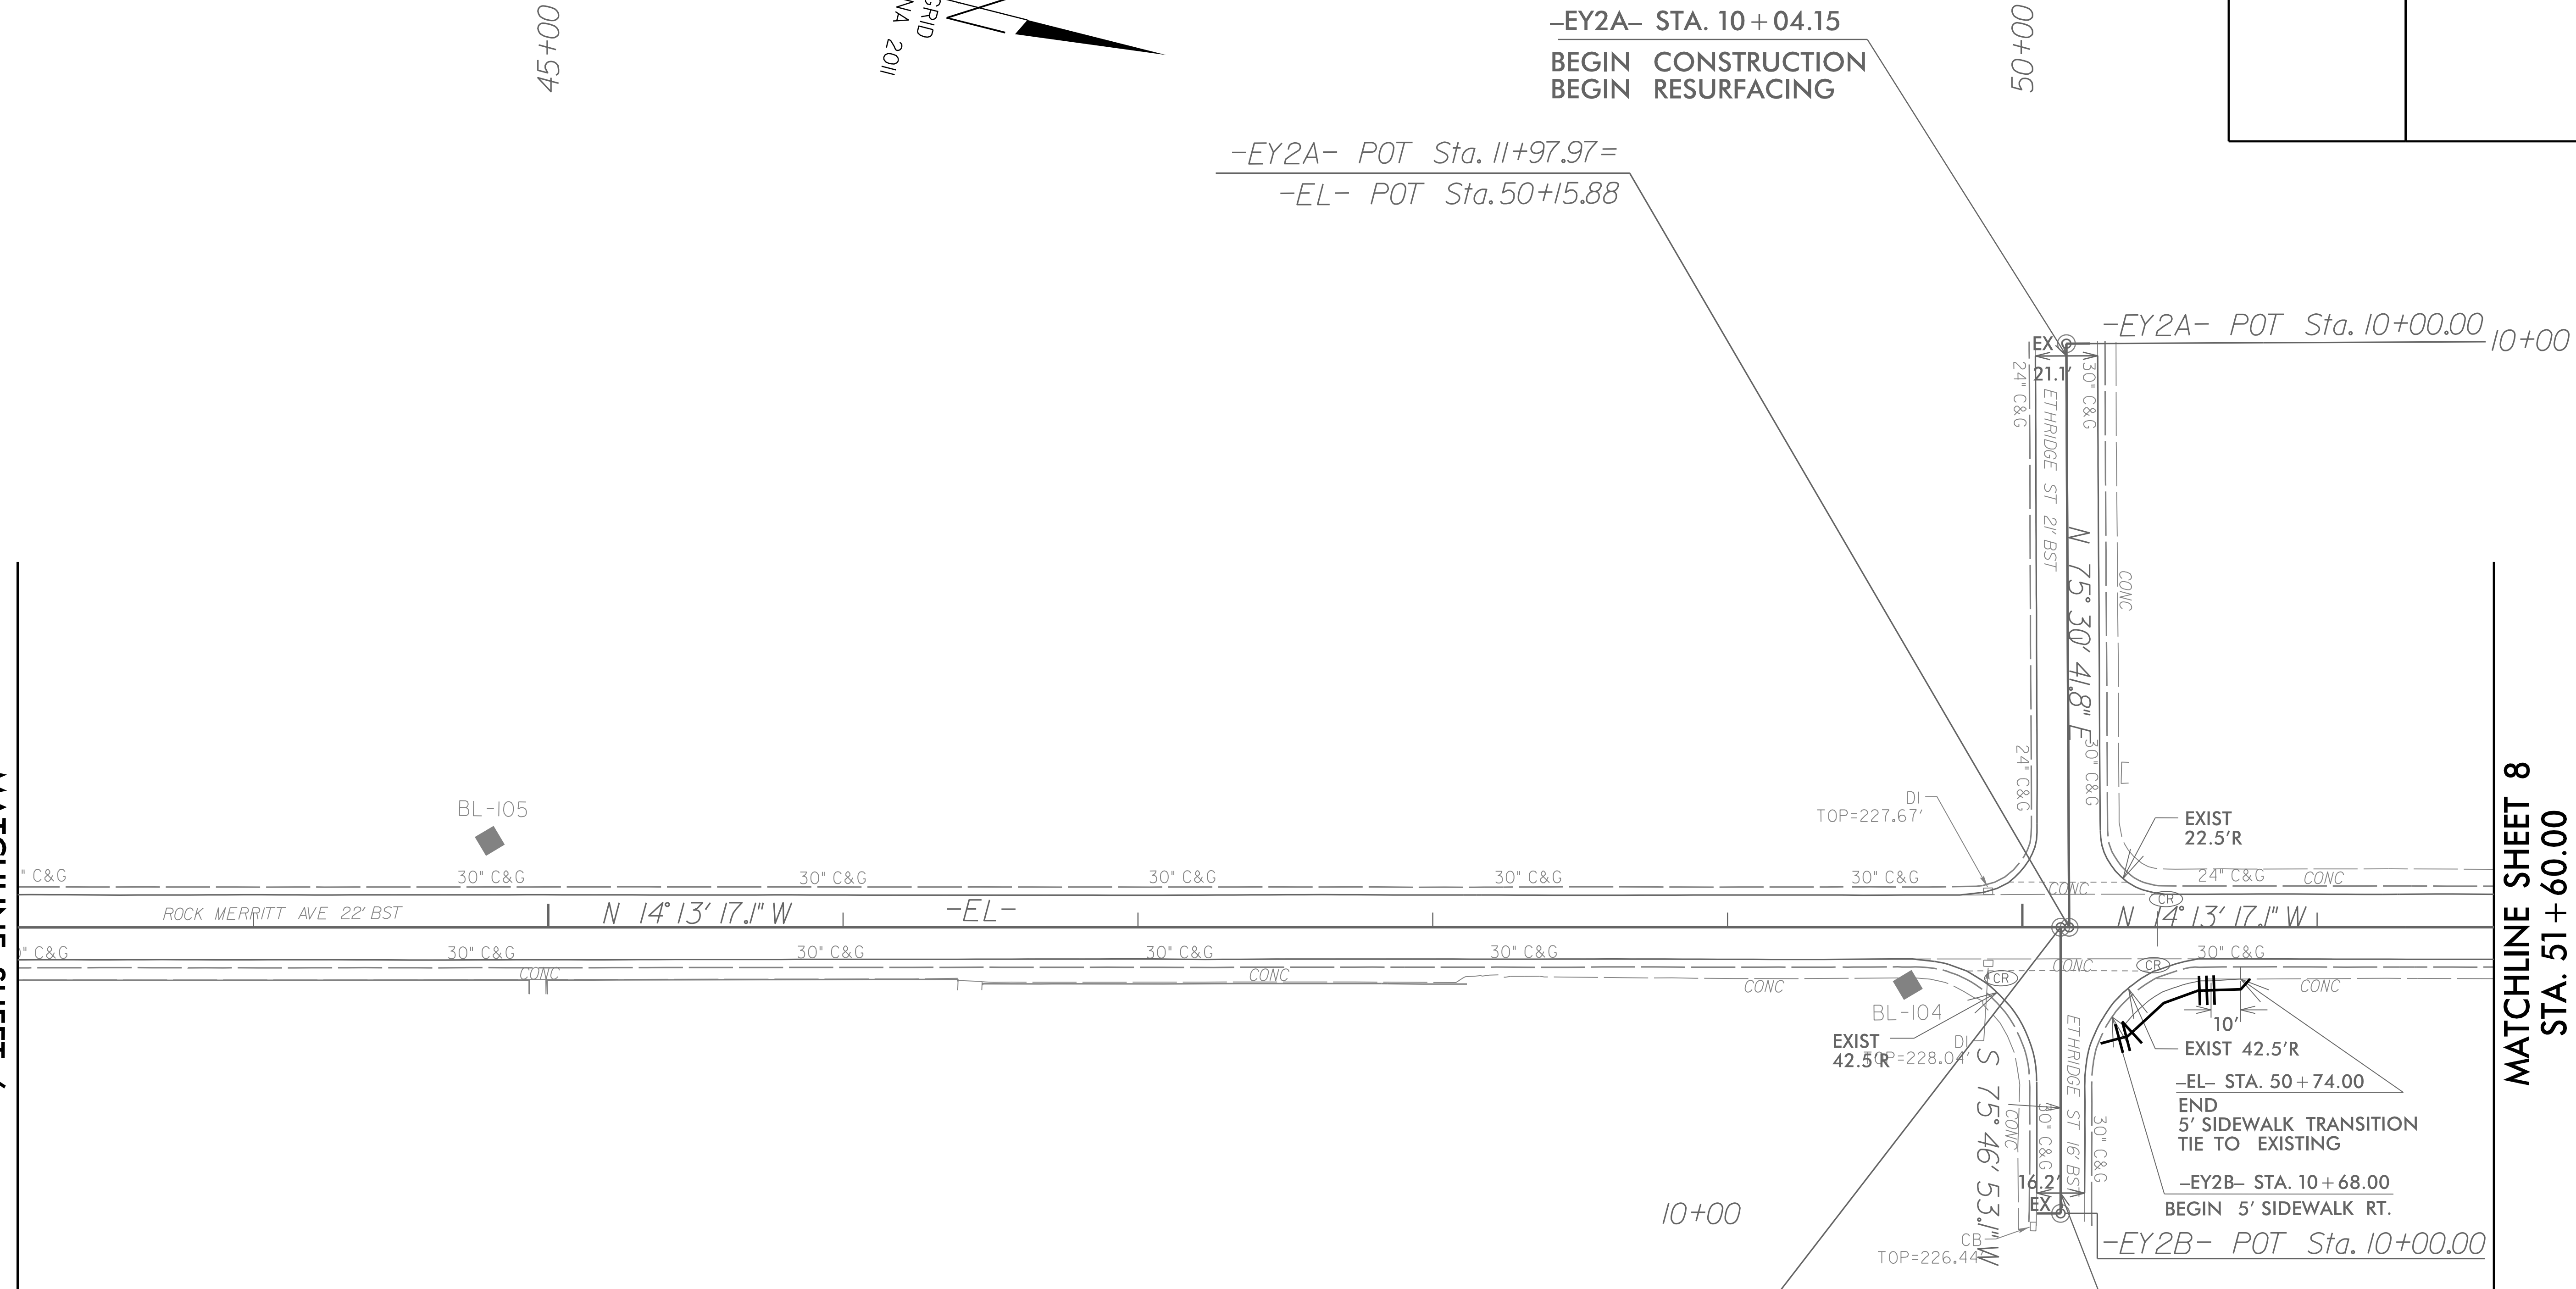 45+00
GRID
NA 2011
-EY2A- STA. 10+04.15
BEGIN CONSTRUCTION
BEGIN RESURFACING
50+00
-EY2A- POT Sta. 11+97.97=
-EL- POT Sta. 50+15.88
-EY2A- POT Sta. 10+00.00
10+00
EX
21.1'
24" C&G
30" C&G
ETHRIDGE ST 21' BST
N 75° 30' 41.8" E
CONC
24" C&G
30" C&G
BL-105
DI
TOP=227.67'
EXIST
22.5'R
" C&G
30" C&G
30" C&G
30" C&G
30" C&G
30" C&G
CONC
24" C&G
CONC
CR
ROCK MERRITT AVE 22' BST
N 14° 13' 17.1" W
-EL-
N 14° 13' 17.1" W
" C&G
30" C&G
30" C&G
30" C&G
30" C&G
30" C&G
CONC
CONC
CONC
CONC
CR
CR
CONC
BL-104
EXIST
42.5'R
DI
TOP=228.04'
10'
EXIST 42.5'R
-EL- STA. 50+74.00
END
5' SIDEWALK TRANSITION
TIE TO EXISTING
-EY2B- STA. 10+68.00
BEGIN 5' SIDEWALK RT.
-EY2B- POT Sta. 10+00.00
S 75° 46' 53.1" W
CONC
30" C&G
ETHRIDGE ST 16' BST
30" C&G
16.2'
EX
10+00
CB
TOP=226.44'
MATCHLINE SHEET 8
STA. 51+60.00